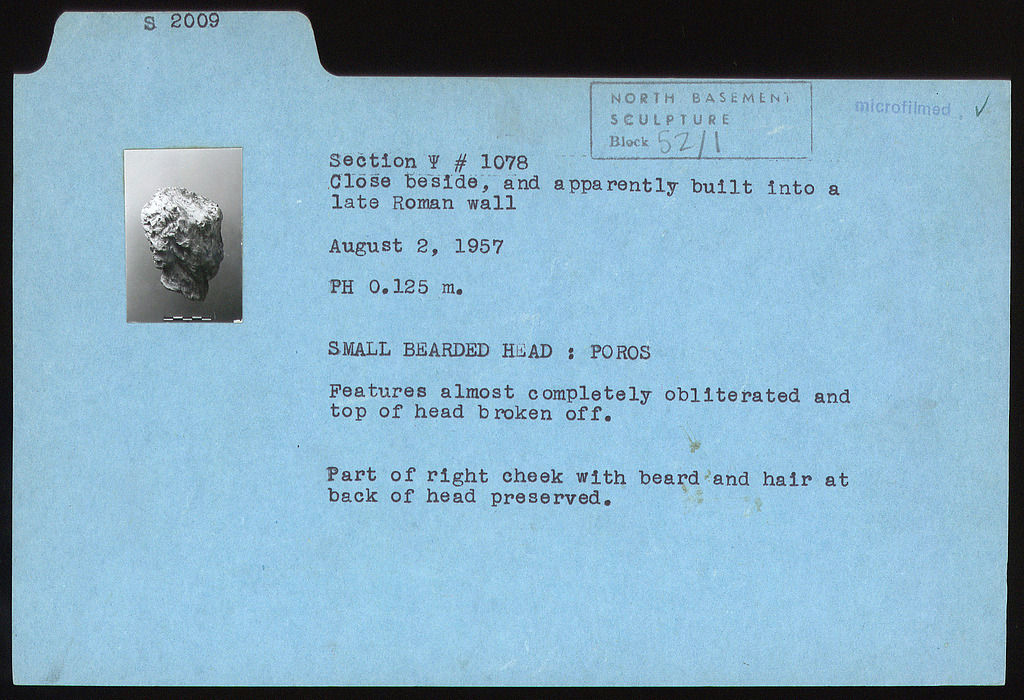 S 2009
NORTH BASEMENT
SCULPTURE
Block 52/1
microfilmed ✓
Section Ψ # 1078
Close beside, and apparently built into a
late Roman wall
August 2, 1957
PH 0.125 m.
SMALL BEARDED HEAD : POROS
Features almost completely obliterated and
top of head broken off.
Part of right cheek with beard and hair at
back of head preserved.